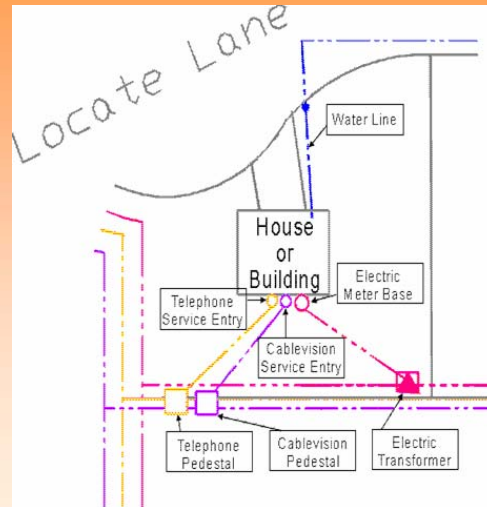 Locate Lane
Water Line
House
or
Building
Telephone
Service Entry
Electric
Meter Base
Cablevision
Service Entry
Telephone
Pedestal
Cablevision
Pedestal
Electric
Transformer